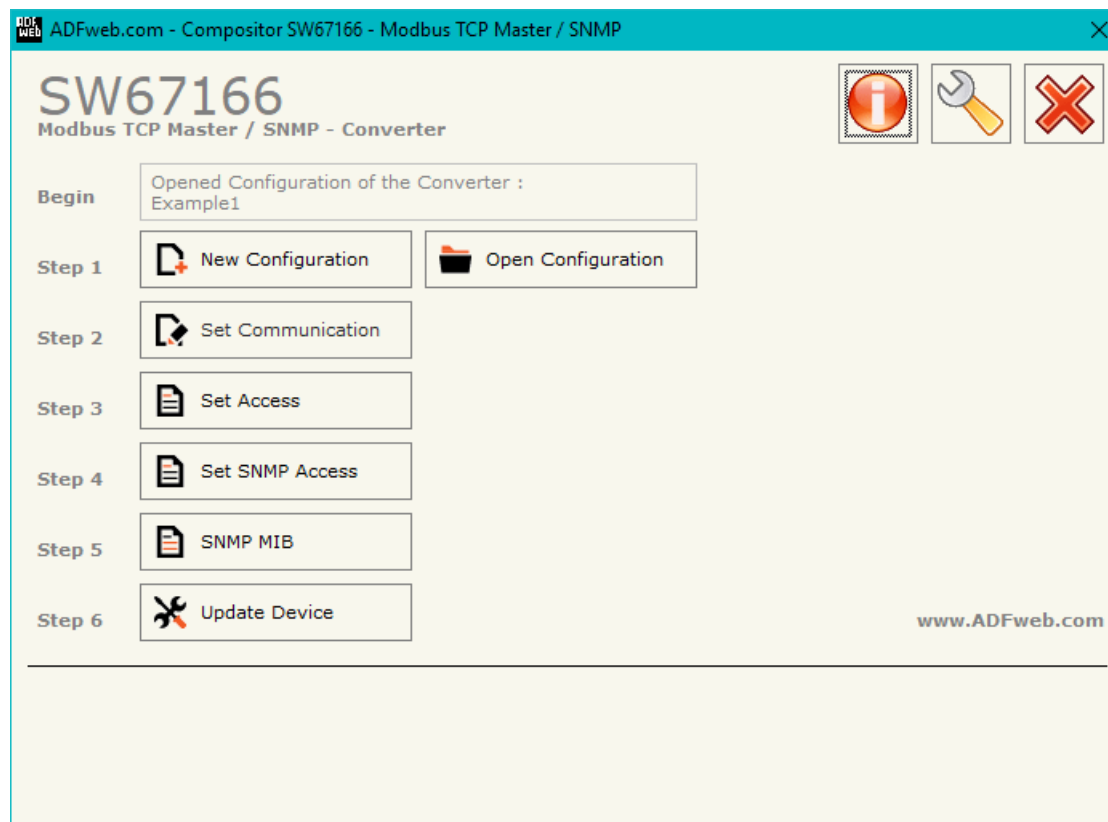 ADF
WEB
ADFweb.com - Compositor SW67166 - Modbus TCP Master / SNMP
SW67166
Modbus TCP Master / SNMP - Converter
Begin
Opened Configuration of the Converter :
Example1
Step 1
New Configuration
Open Configuration
Step 2
Set Communication
Step 3
Set Access
Step 4
Set SNMP Access
Step 5
SNMP MIB
Step 6
Update Device
www.ADFweb.com